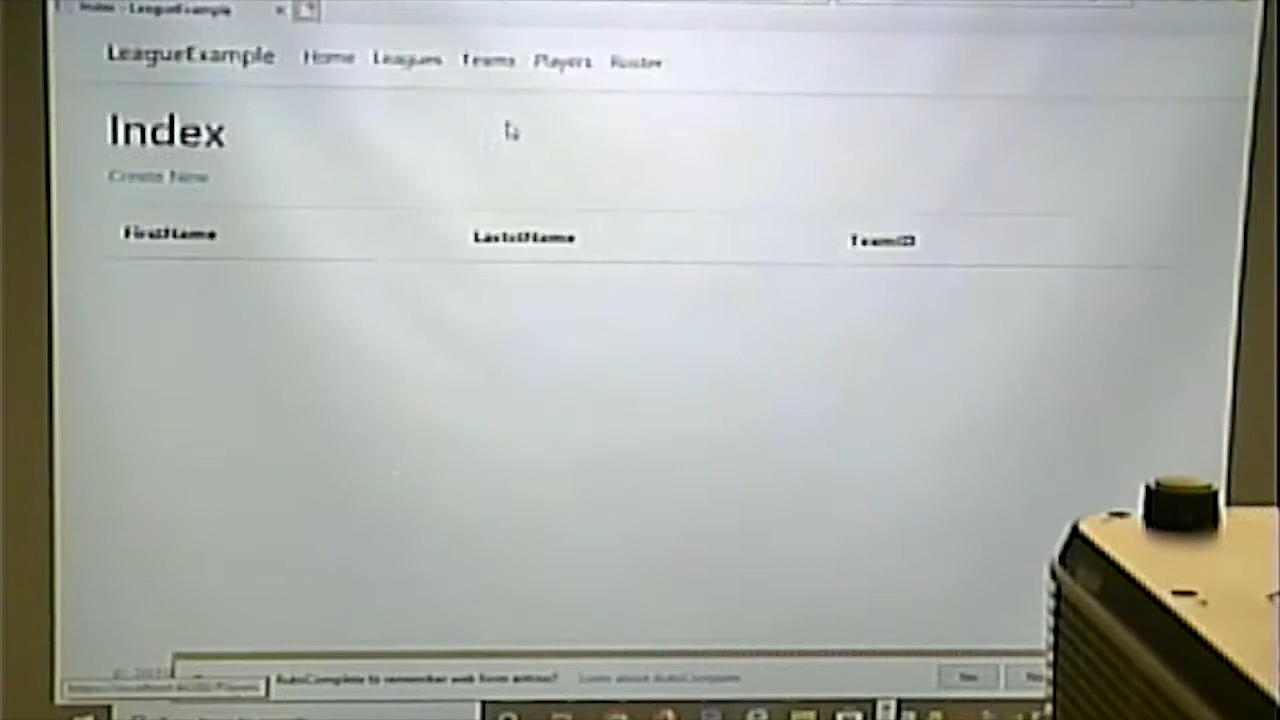 Index - LeagueExample
LeagueExample Home Leagues Teams Players Roster
Index
Create New
FirstName LasstName TeamID
AutoComplete to remember web form entries? Learn about AutoComplete Yes